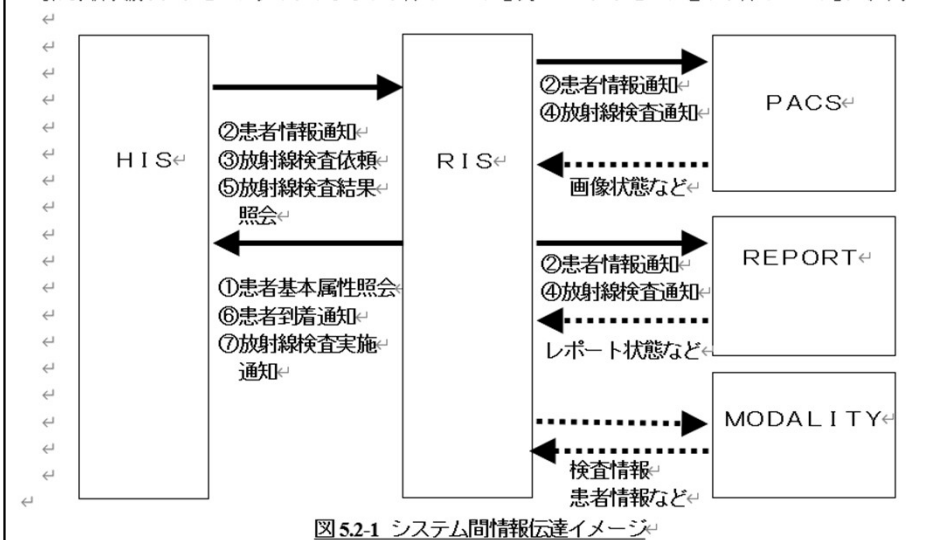 HIS
②患者情報通知
③放射線検査依頼
⑤放射線検査結果
照会
①患者基本属性照会
⑥患者到着通知
⑦放射線検査実施
通知
RIS
②患者情報通知
④放射線検査通知
画像状態など
PACS
②患者情報通知
④放射線検査通知
レポート状態など
REPORT
検査情報
患者情報など
MODALITY
図 5.2-1 システム間情報伝達イメージ